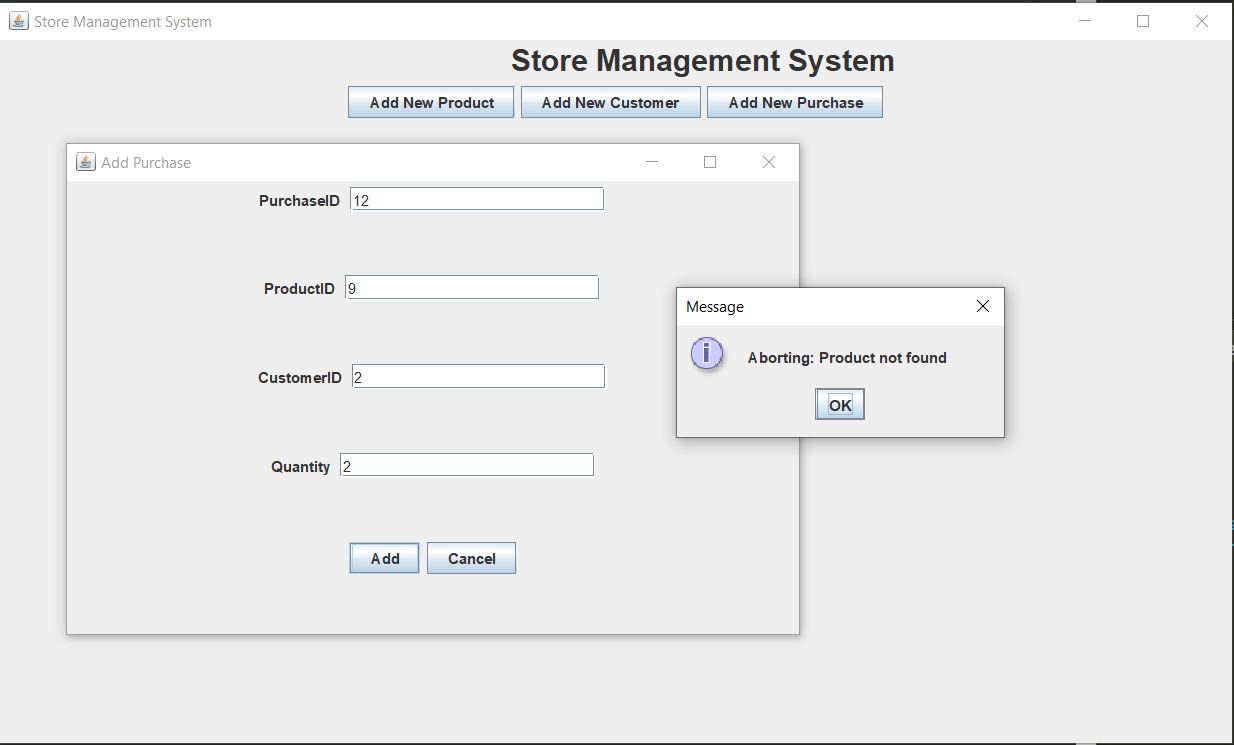 Store Management System
Store Management System
Add New Product Add New Customer Add New Purchase
Add Purchase
PurchaseID 12
ProductID 9
CustomerID 2
Quantity 2
Add Cancel
Message
Aborting: Product not found
OK